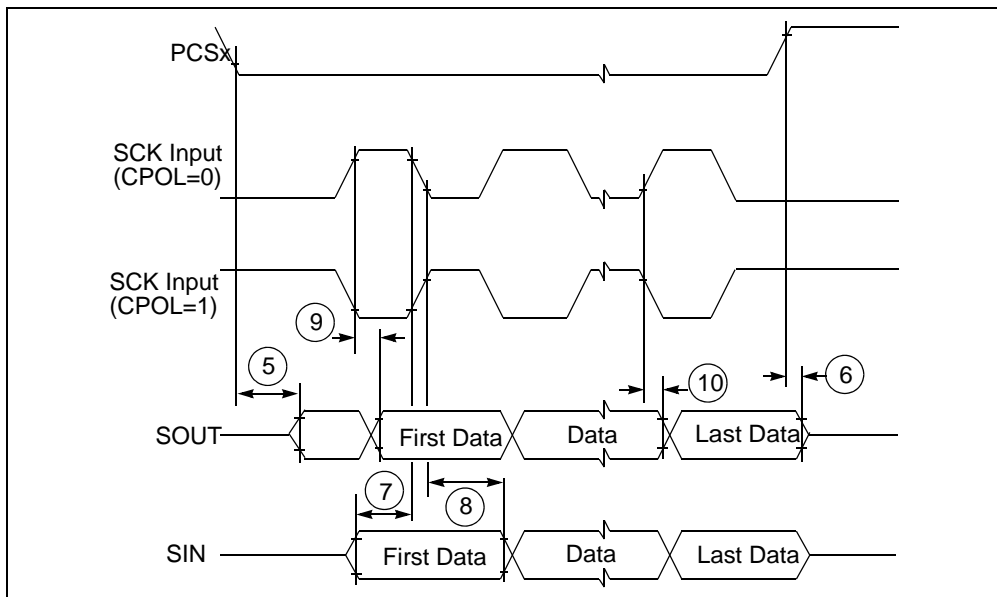 PCSx
SCK Input
(CPOL=0)
SCK Input
(CPOL=1)
9
5
10
6
SOUT
First Data
Data
Last Data
7
8
SIN
First Data
Data
Last Data